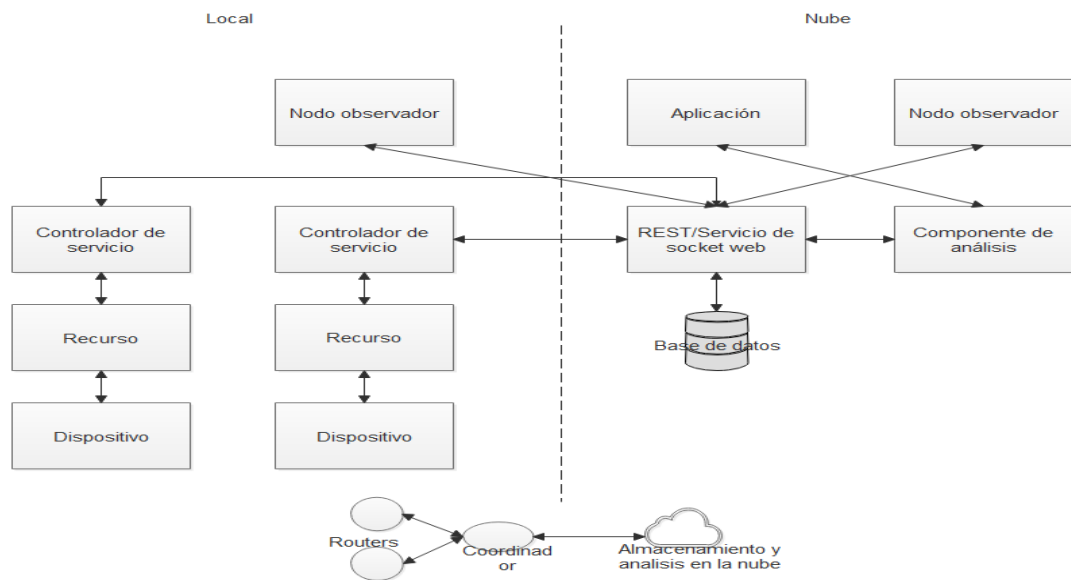 Local
Nube
Nodo observador
Aplicación
Nodo observador
Controlador de
servicio
Controlador de
servicio
REST/Servicio de
socket web
Componente de
análisis
Recurso
Recurso
Base de datos
Dispositivo
Dispositivo
Routers
Coordinad
or
Almacenamiento y
analisis en la nube